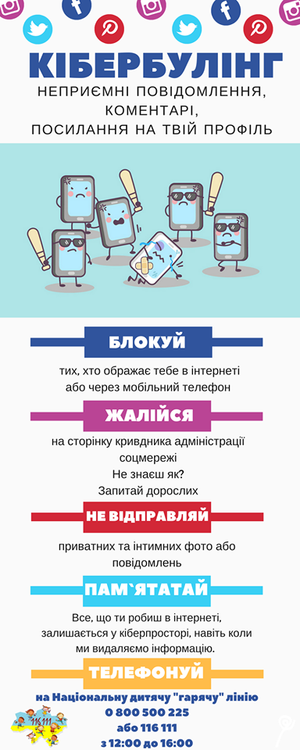 КІБЕРБУЛІНГ
НЕПРИЄМНІ ПОВІДОМЛЕННЯ,
КОМЕНТАРІ,
ПОСИЛАННЯ НА ТВІЙ ПРОФІЛЬ
БЛОКУЙ
тих, хто ображає тебе в інтернеті
або через мобільний телефон
ЖАЛІЙСЯ
на сторінку кривдника адміністрації
соцмережі
Не знаєш як?
Запитай дорослих
НЕ ВІДПРАВЛЯЙ
приватних та інтимних фото або
повідомлень
ПАМ`ЯТАТАЙ
Все, що ти робиш в інтернеті,
залишається у кіберпросторі, навіть коли
ми видаляємо інформацію.
ТЕЛЕФОНУЙ
на Національну дитячу "гарячу" лінію
0 800 500 225
або 116 111
з 12:00 до 16:00